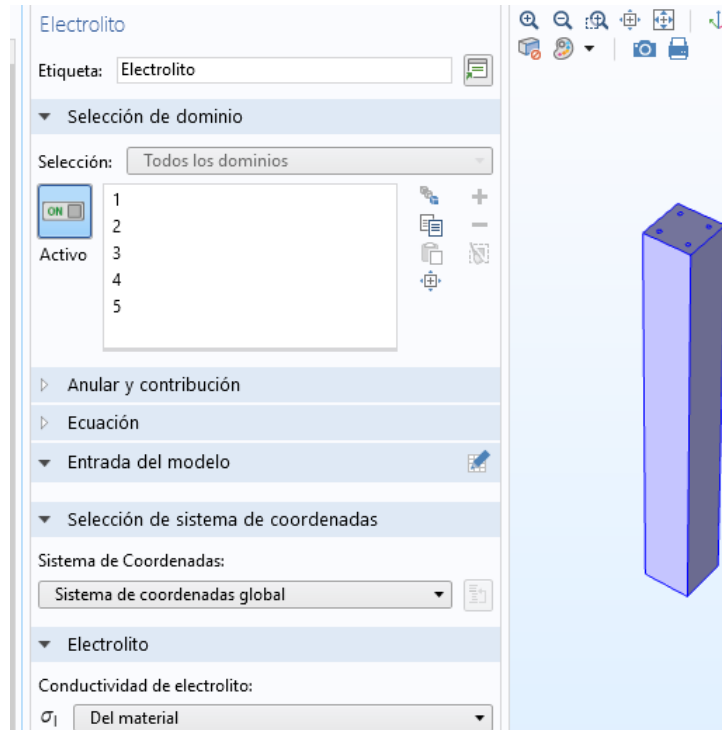 Electrolito
Etiqueta: Electrolito
Selección de dominio
Selección: Todos los dominios
ON
Activo
1
2
3
4
5
Anular y contribución
Ecuación
Entrada del modelo
Selección de sistema de coordenadas
Sistema de Coordenadas:
Sistema de coordenadas global
Electrolito
Conductividad de electrolito:
σl Del material